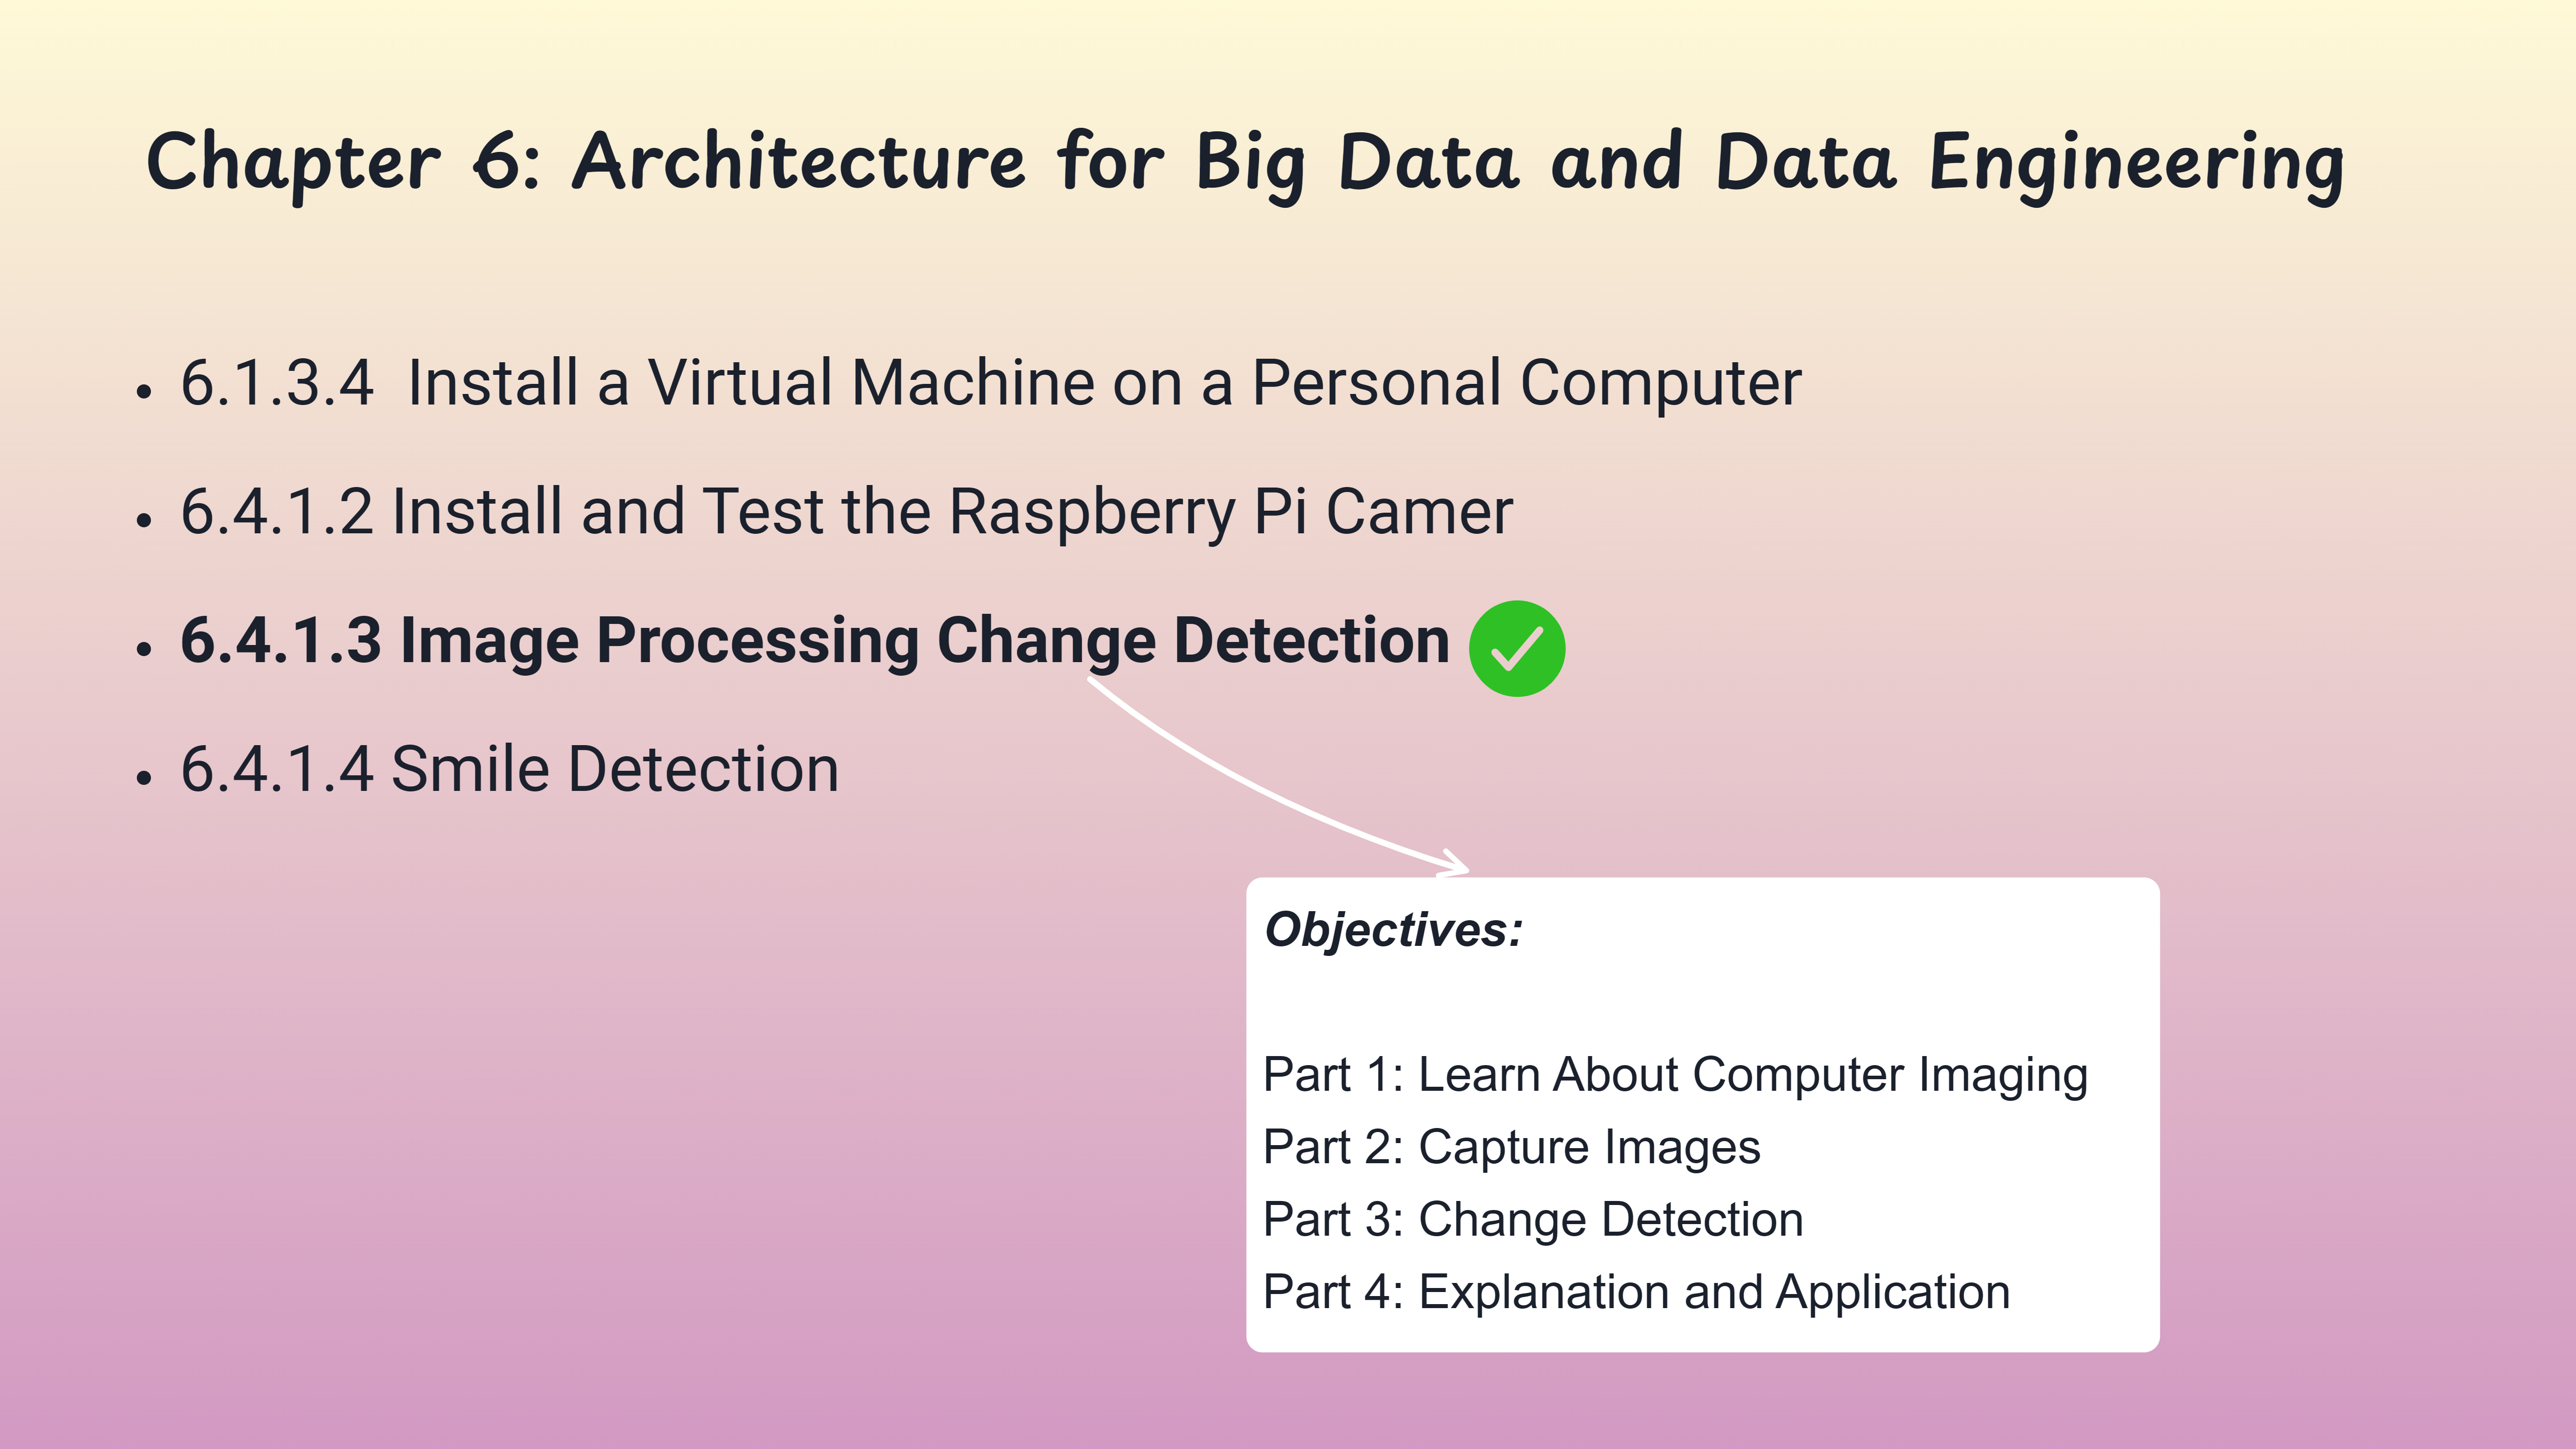 Chapter 6: Architecture for Big Data and Data Engineering
• 6.1.3.4  Install a Virtual Machine on a Personal Computer
• 6.4.1.2 Install and Test the Raspberry Pi Camer
• 6.4.1.3 Image Processing Change Detection
• 6.4.1.4 Smile Detection
Objectives:
Part 1: Learn About Computer Imaging
Part 2: Capture Images
Part 3: Change Detection
Part 4: Explanation and Application